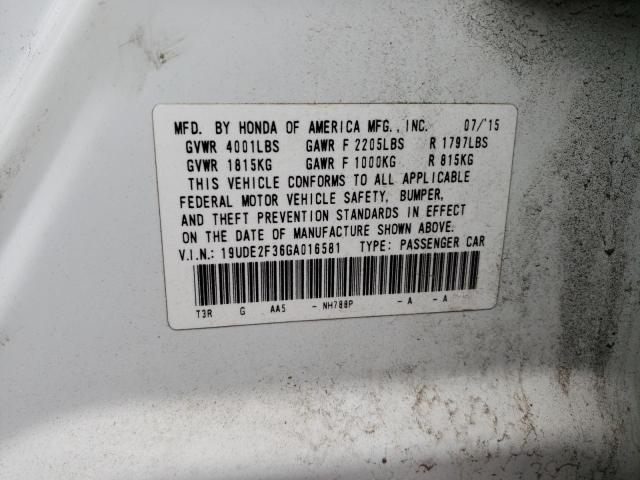 MFD. BY HONDA OF AMERICA MFG., INC. 07/'15
GVWR 4001LBS GAWR F 2205LBS R 1797LBS
GVWR 1815KG GAWR F 1000KG R 815KG
THIS VEHICLE CONFORMS TO ALL APPLICABLE
FEDERAL MOTOR VEHICLE SAFETY, BUMPER,
AND THEFT PREVENTION STANDARDS IN EFFECT
ON THE DATE OF MANUFACTURE SHOWN ABOVE.
V.I.N.: 19UDE2F36GA016581 TYPE: PASSENGER CAR
T3R G AA5 - NH788P - A - A